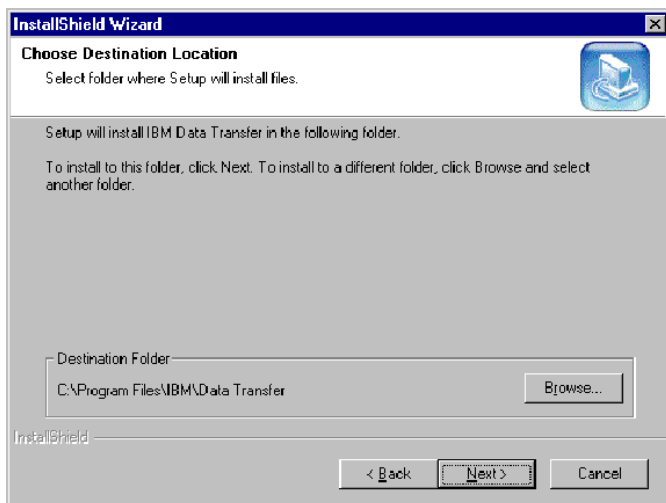 InstallShield Wizard
Choose Destination Location
Select folder where Setup will install files.
Setup will install IBM Data Transfer in the following folder.
To install to this folder, click Next. To install to a different folder, click Browse and select
another folder.
Destination Folder
C:\Program Files\IBM\Data Transfer
Browse...
InstallShield
< Back
Next >
Cancel